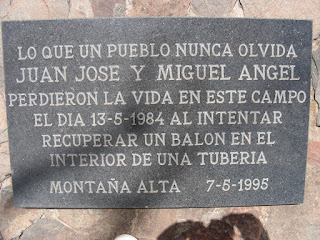 LO QUE UN PUEBLO NUNCA OLVIDA
JUAN JOSE Y MIGUEL ANGEL
PERDIERON LA VIDA EN ESTE CAMPO
EL DIA 13-5-1984 AL INTENTAR
RECUPERAR UN BALON EN EL
INTERIOR DE UNA TUBERIA
MONTAÑA ALTA 7-5-1995